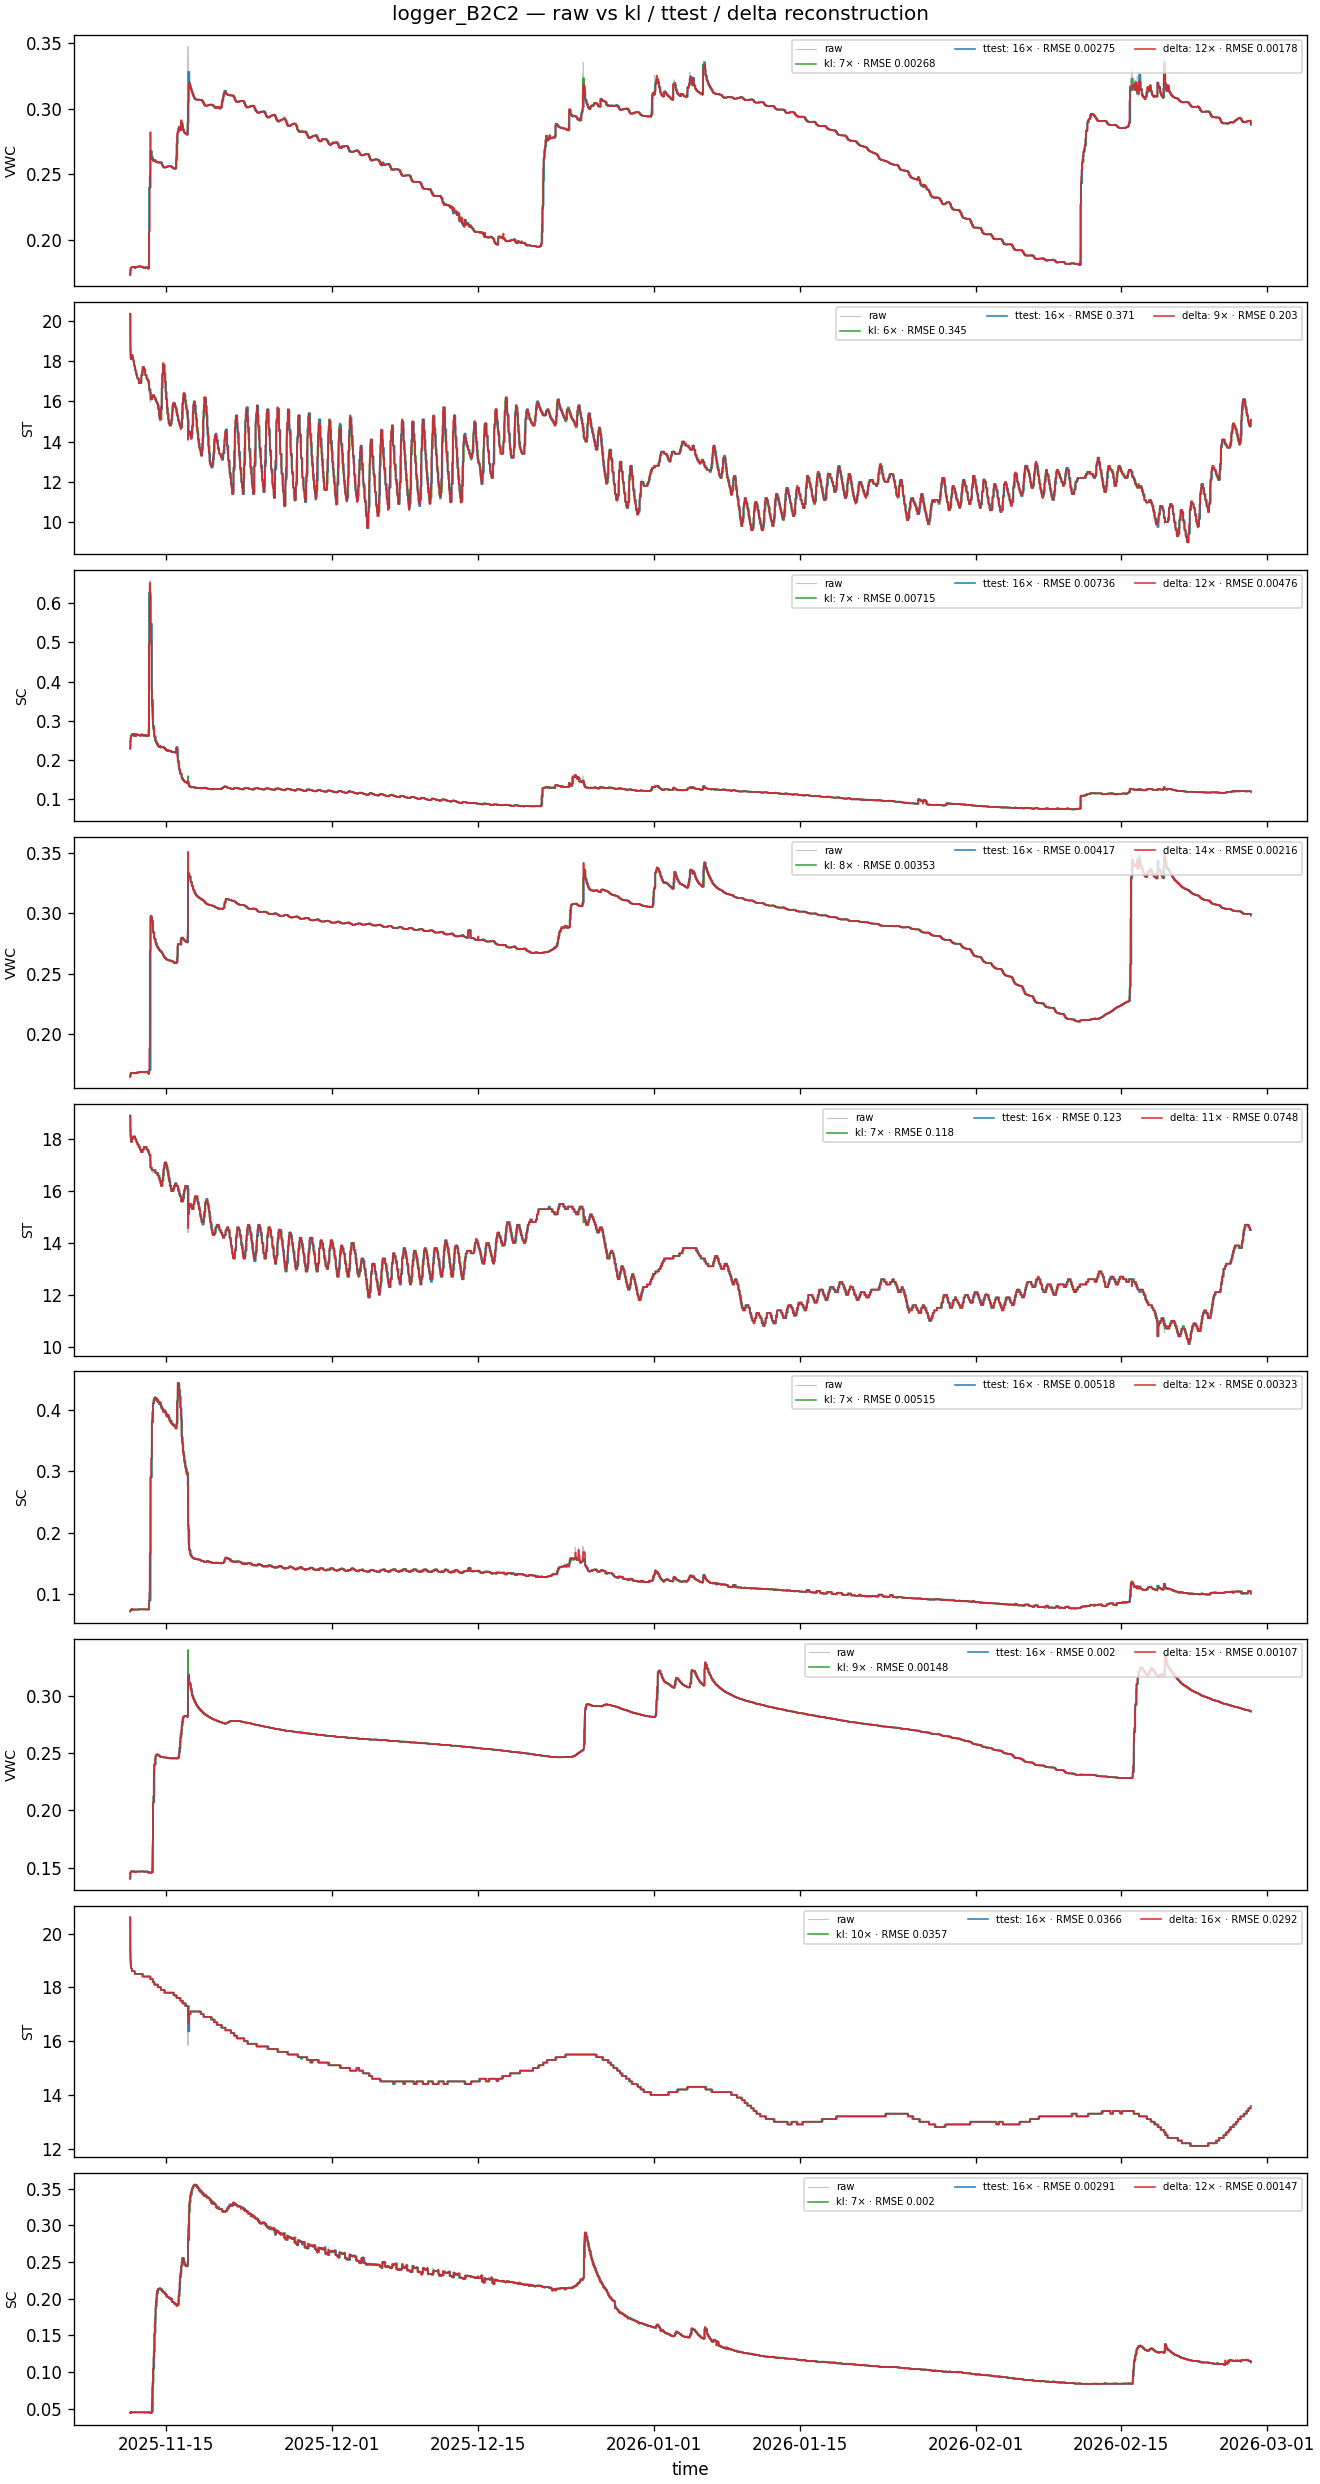 logger_B2C2 — raw vs kl / ttest / delta reconstruction
raw
ttest: 16× · RMSE 0.00275
delta: 12× · RMSE 0.00178
kl: 7× · RMSE 0.00268
0.35
0.30
0.25
0.20
VWC
raw
ttest: 16× · RMSE 0.371
delta: 9× · RMSE 0.203
kl: 6× · RMSE 0.345
20
18
16
14
12
10
ST
raw
ttest: 16× · RMSE 0.00736
delta: 12× · RMSE 0.00476
kl: 7× · RMSE 0.00715
0.6
0.5
0.4
0.3
0.2
0.1
SC
raw
ttest: 16× · RMSE 0.00417
delta: 14× · RMSE 0.00216
kl: 8× · RMSE 0.00353
0.35
0.30
0.25
0.20
VWC
raw
ttest: 16× · RMSE 0.123
delta: 11× · RMSE 0.0748
kl: 7× · RMSE 0.118
18
16
14
12
10
ST
raw
ttest: 16× · RMSE 0.00518
delta: 12× · RMSE 0.00323
kl: 7× · RMSE 0.00515
0.4
0.3
0.2
0.1
SC
raw
ttest: 16× · RMSE 0.002
delta: 15× · RMSE 0.00107
kl: 9× · RMSE 0.00148
0.30
0.25
0.20
0.15
VWC
raw
ttest: 16× · RMSE 0.0366
delta: 16× · RMSE 0.0292
kl: 10× · RMSE 0.0357
20
18
16
14
12
ST
raw
ttest: 16× · RMSE 0.00291
delta: 12× · RMSE 0.00147
kl: 7× · RMSE 0.002
0.35
0.30
0.25
0.20
0.15
0.10
0.05
SC
2025-11-15
2025-12-01
2025-12-15
2026-01-01
2026-01-15
2026-02-01
2026-02-15
2026-03-01
time